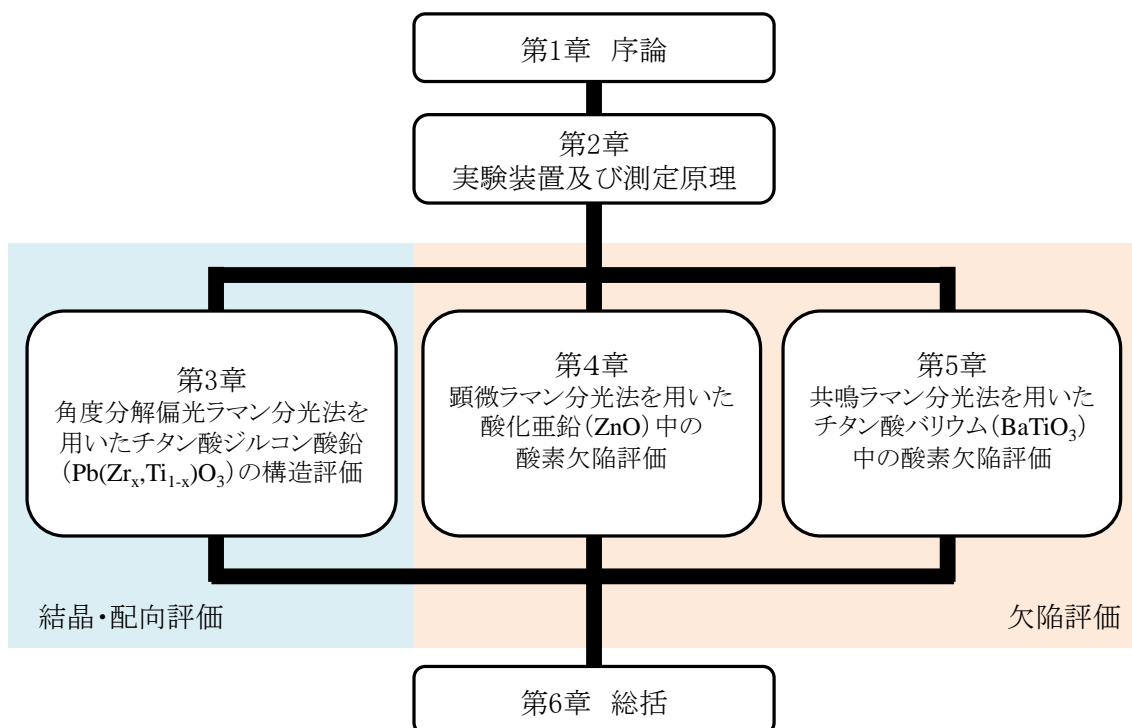 第1章 序論
第2章
実験装置及び測定原理
第3章
角度分解偏光ラマン分光法を
用いたチタン酸ジルコン酸鉛
(Pb(Zrx,Ti1-x)O3)の構造評価
第4章
顕微ラマン分光法を用いた
酸化亜鉛(ZnO)中の
酸素欠陥評価
第5章
共鳴ラマン分光法を用いた
チタン酸バリウム(BaTiO3)
中の酸素欠陥評価
結晶・配向評価
欠陥評価
第6章 総括